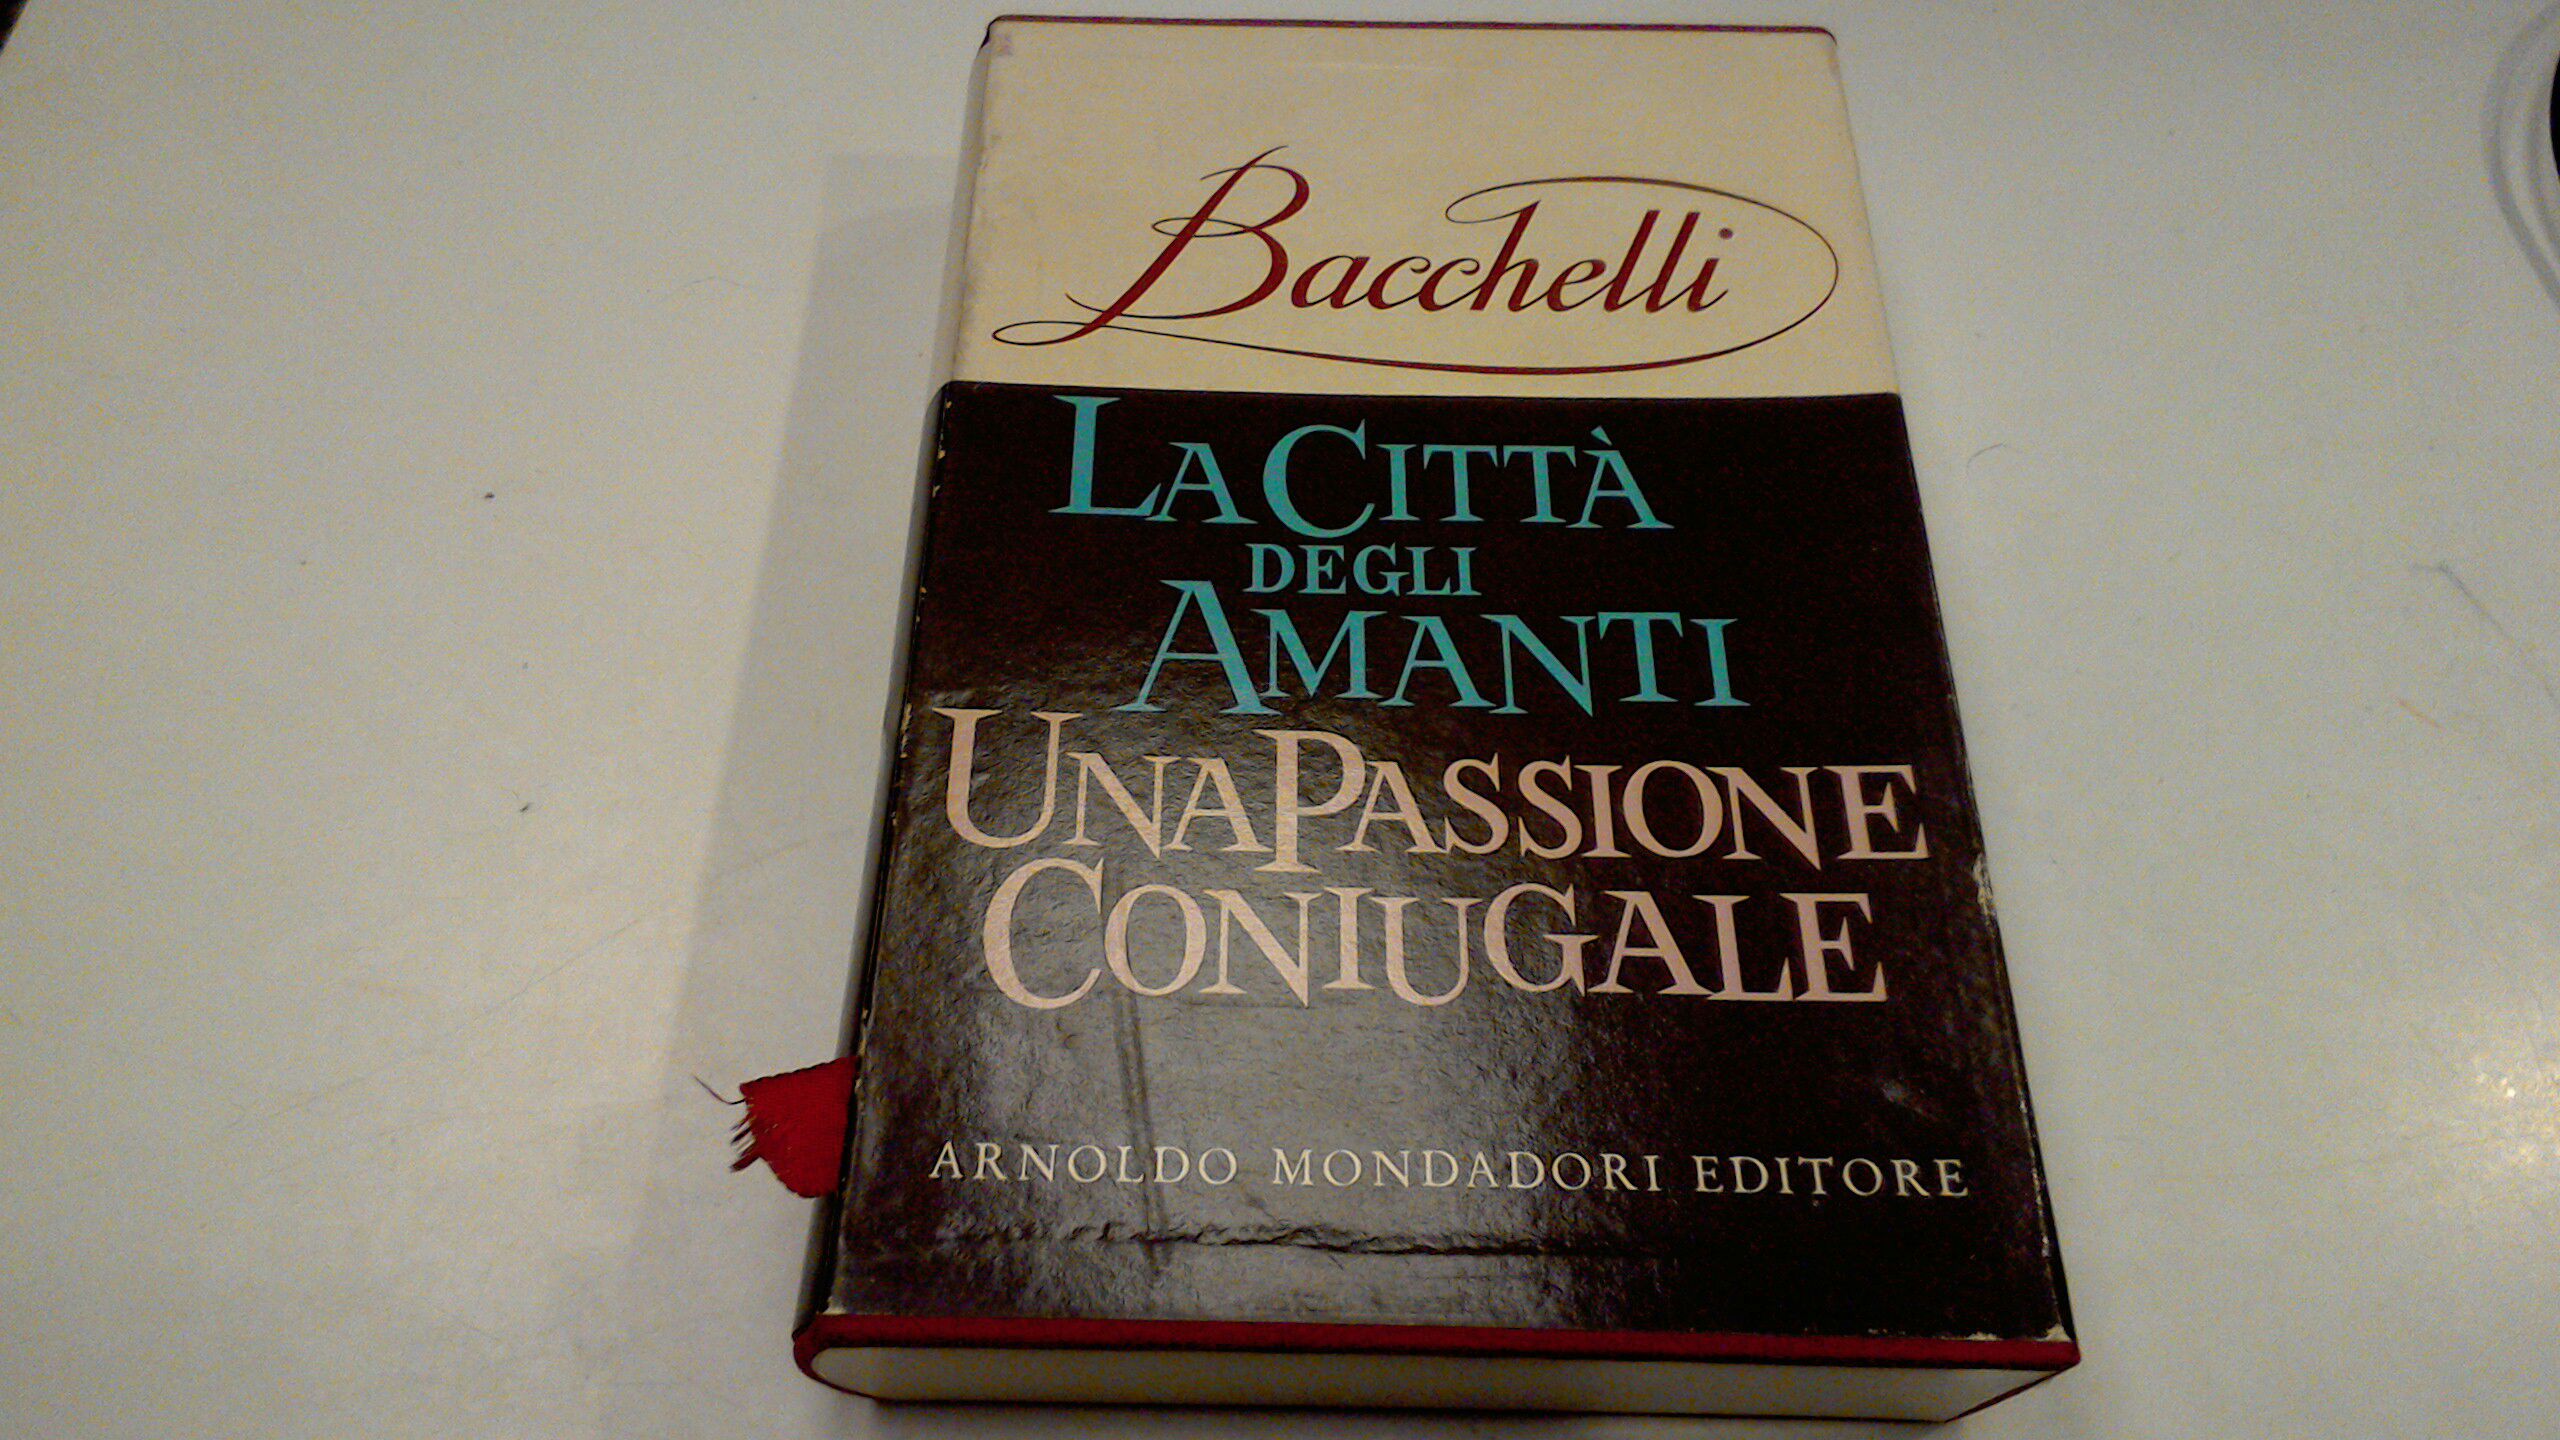 Bacchelli
LA CITTÀ
DEGLI
AMANTI
UNA PASSIONE
CONIUGALE
ARNOLDO MONDADORI EDITORE